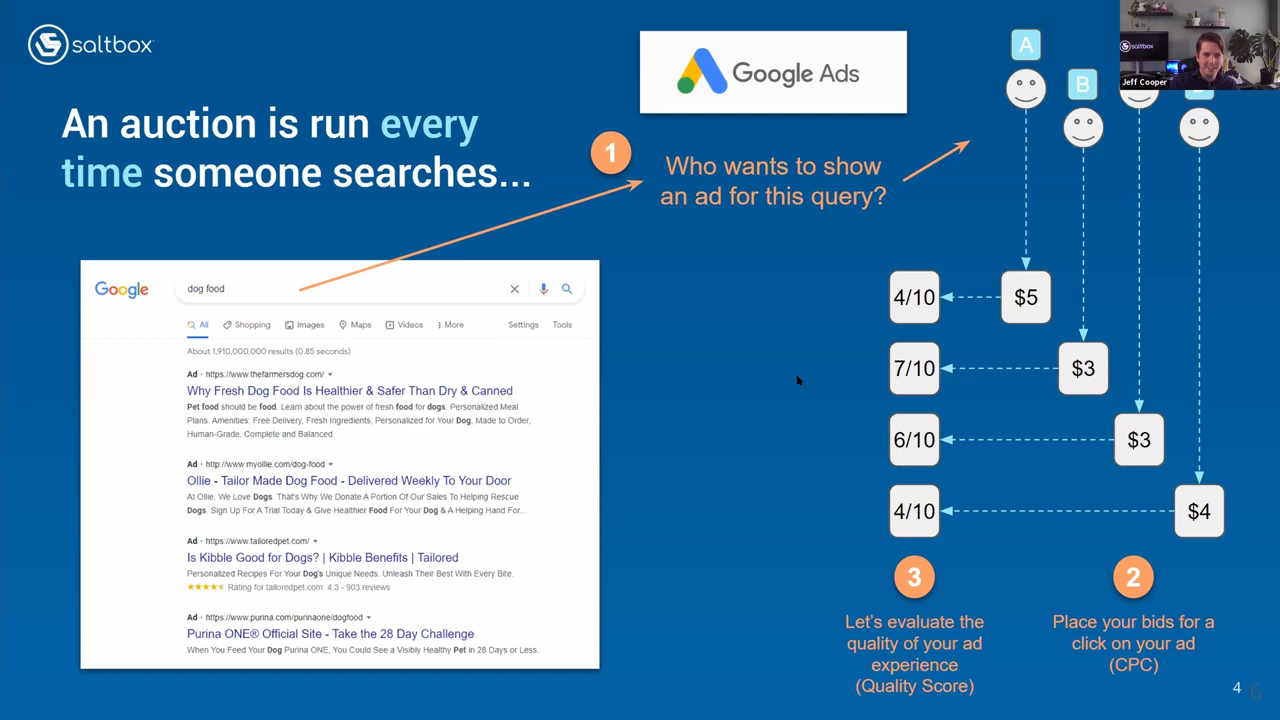 saltbox
An auction is run every
time someone searches...
Google Ads
1
Who wants to show
an ad for this query?
A
B
saltbox
Jeff Cooper
Google
dog food
All Shopping Images Maps Videos More Settings Tools
About 1,910,000,000 results (0.85 seconds)
Ad · https://www.thefarmersdog.com/
Why Fresh Dog Food Is Healthier & Safer Than Dry & Canned
Pet food should be food. Learn about the power of fresh food for dogs. Personalized Meal
Plans. Amenities: Free Delivery, Fresh Ingredients, Personalized for Your Dog, Made to Order,
Human-Grade, Complete and Balanced.
Ad · http://www.myollie.com/dog-food
Ollie - Tailor Made Dog Food - Delivered Weekly To Your Door
At Ollie, We Love Dogs. That's Why We Donate A Portion Of Our Sales To Helping Rescue
Dogs. Sign Up For A Trial Today & Give Healthier Food For Your Dog & A Helping Hand For...
Ad · https://www.tailoredpet.com/
Is Kibble Good for Dogs? | Kibble Benefits | Tailored
Personalized Recipes For Your Dog's Unique Needs. Unleash Their Best With Every Bite.
Rating for tailoredpet.com: 4.3 - 903 reviews
Ad · https://www.purina.com/purinaone/dogfood
Purina ONE® Official Site - Take the 28 Day Challenge
When You Feed Your Dog Purina ONE, You Could See a Visibly Healthy Pet in 28 Days or Less.
4/10 $5
7/10 $3
6/10 $3
4/10 $4
3
Let's evaluate the
quality of your ad
experience
(Quality Score)
2
Place your bids for a
click on your ad
(CPC)
4 6